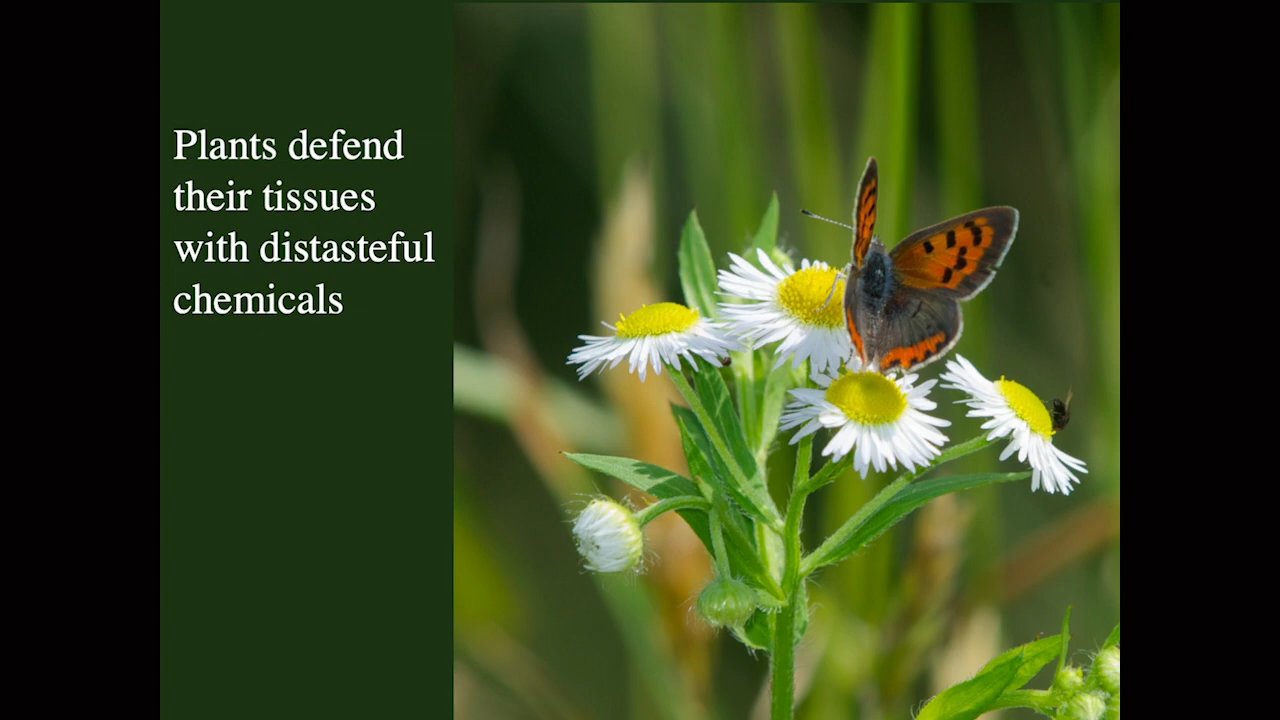 Plants defend
their tissues
with distasteful
chemicals